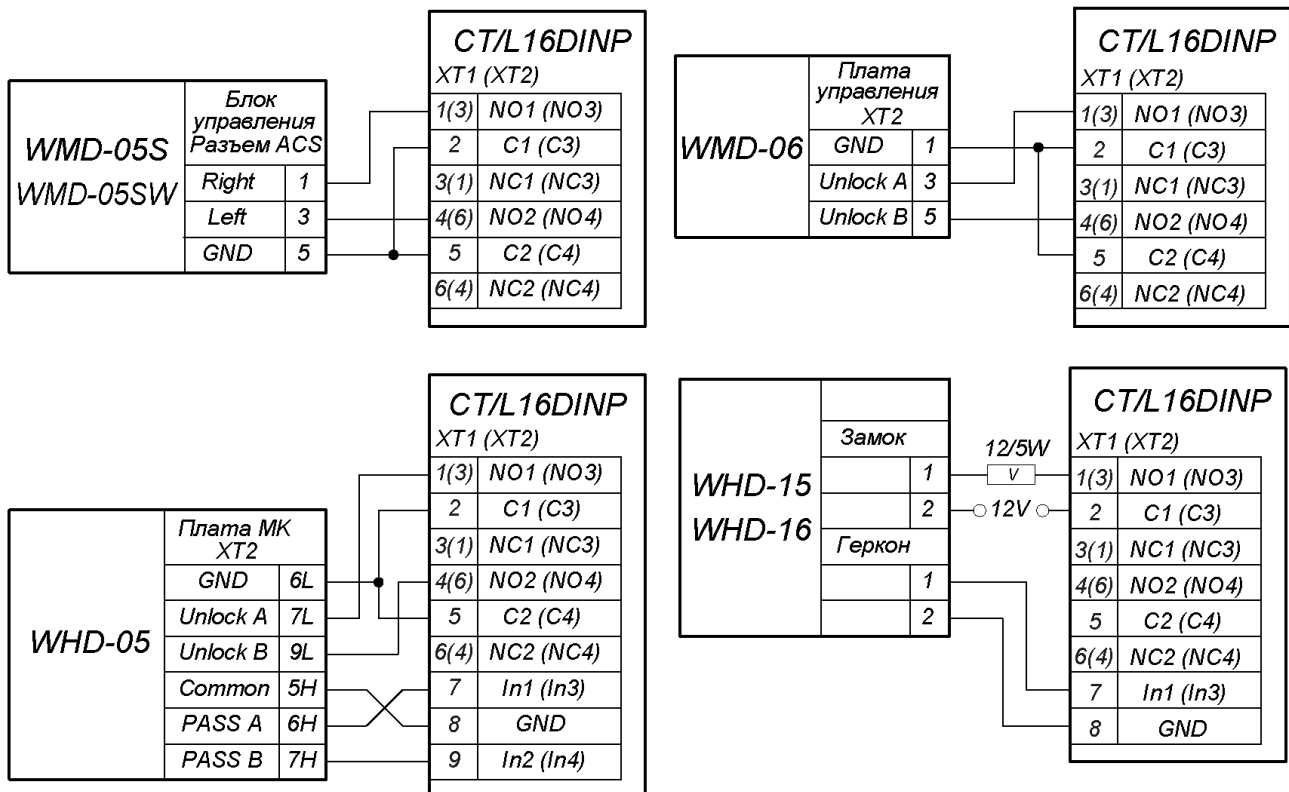 CT/L16DINP
XT1 (XT2)
WMD-05S
WMD-05SW
Блок
управления
Разъем ACS
Right 1
Left 3
GND 5
1(3) NO1 (NO3)
2 C1 (C3)
3(1) NC1 (NC3)
4(6) NO2 (NO4)
5 C2 (C4)
6(4) NC2 (NC4)
CT/L16DINP
XT1 (XT2)
WMD-06
Плата
управления
XT2
GND 1
Unlock A 3
Unlock B 5
1(3) NO1 (NO3)
2 C1 (C3)
3(1) NC1 (NC3)
4(6) NO2 (NO4)
5 C2 (C4)
6(4) NC2 (NC4)
CT/L16DINP
XT1 (XT2)
WHD-05
Плата МК
XT2
GND 6L
Unlock A 7L
Unlock B 9L
Common 5H
PASS A 6H
PASS B 7H
1(3) NO1 (NO3)
2 C1 (C3)
3(1) NC1 (NC3)
4(6) NO2 (NO4)
5 C2 (C4)
6(4) NC2 (NC4)
7 In1 (In3)
8 GND
9 In2 (In4)
CT/L16DINP
XT1 (XT2)
WHD-15
WHD-16
Замок
1
2
Геркон
1
2
12/5W
V
12V
1(3) NO1 (NO3)
2 C1 (C3)
3(1) NC1 (NC3)
4(6) NO2 (NO4)
5 C2 (C4)
6(4) NC2 (NC4)
7 In1 (In3)
8 GND